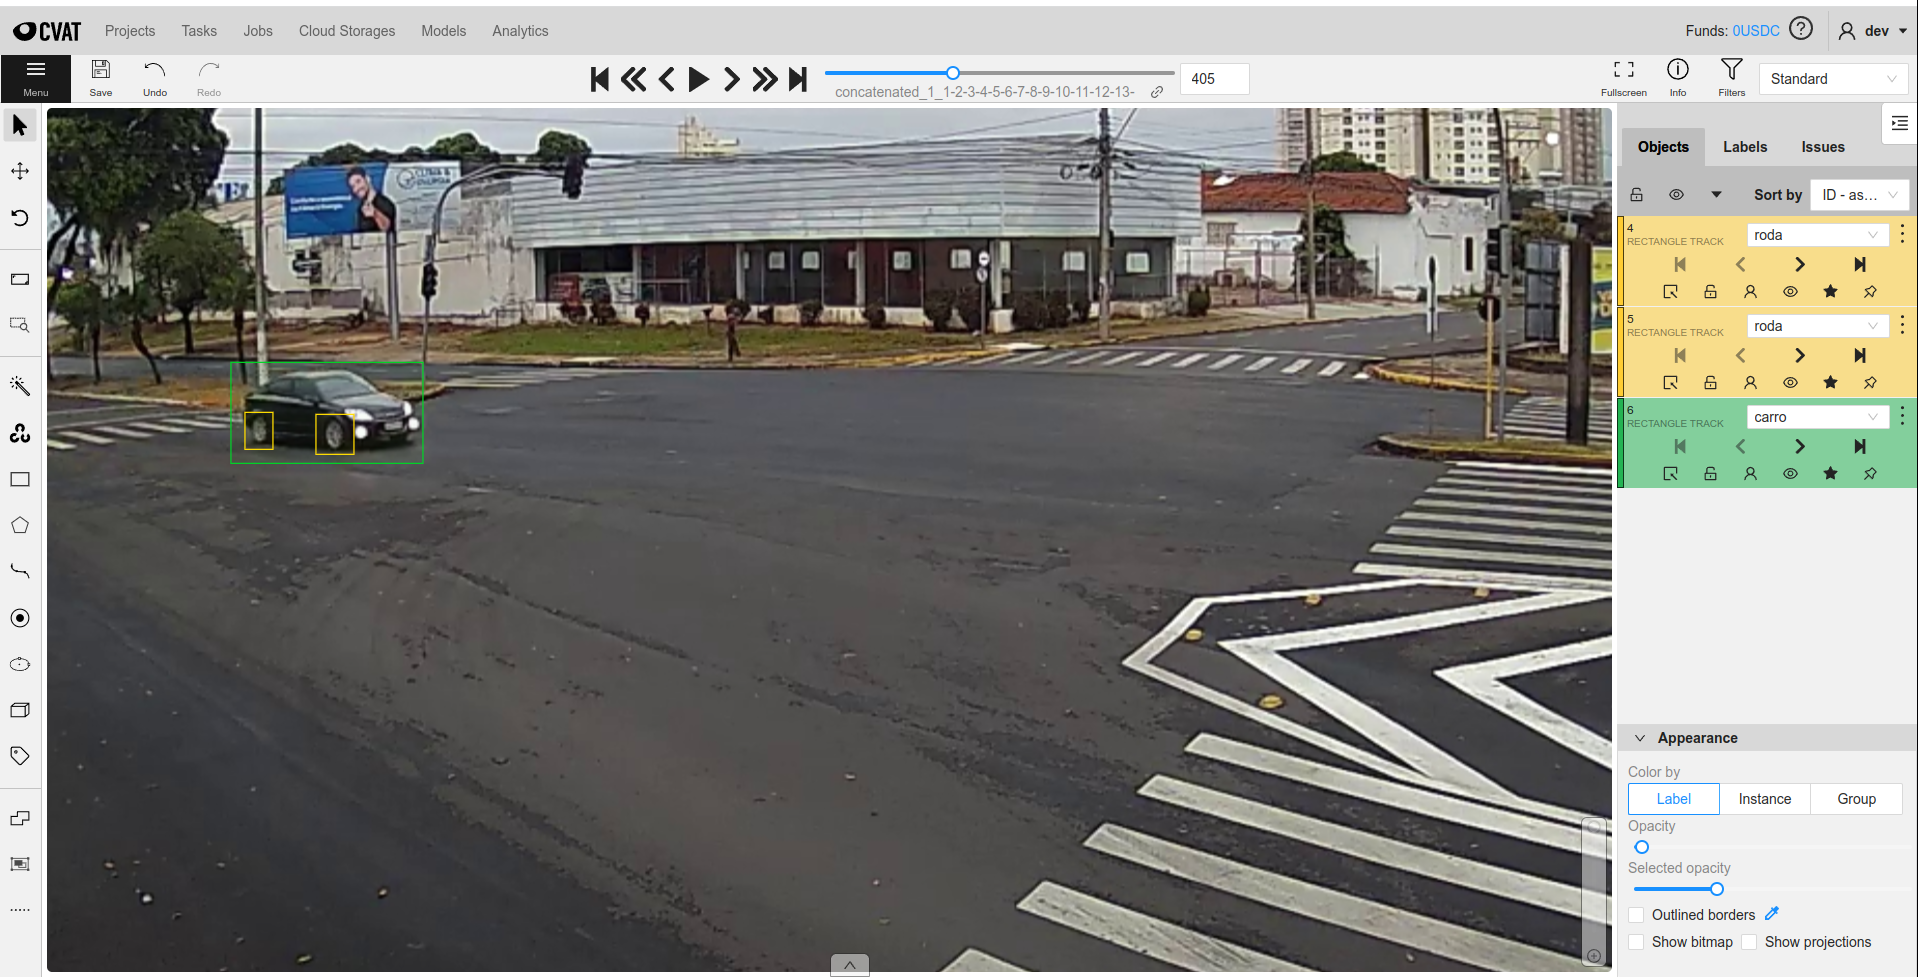 CVAT
Projects
Tasks
Jobs
Cloud Storages
Models
Analytics
Funds: 0USDC
dev
Menu
Save
Undo
Redo
concatenated_1_1-2-3-4-5-6-7-8-9-10-11-12-13-
405
Fullscreen
Info
Filters
Standard
Objects
Labels
Issues
Sort by
ID - as...
4
RECTANGLE TRACK
roda
5
RECTANGLE TRACK
roda
6
RECTANGLE TRACK
carro
Appearance
Color by
Label
Instance
Group
Opacity
Selected opacity
Outlined borders
Show bitmap
Show projections